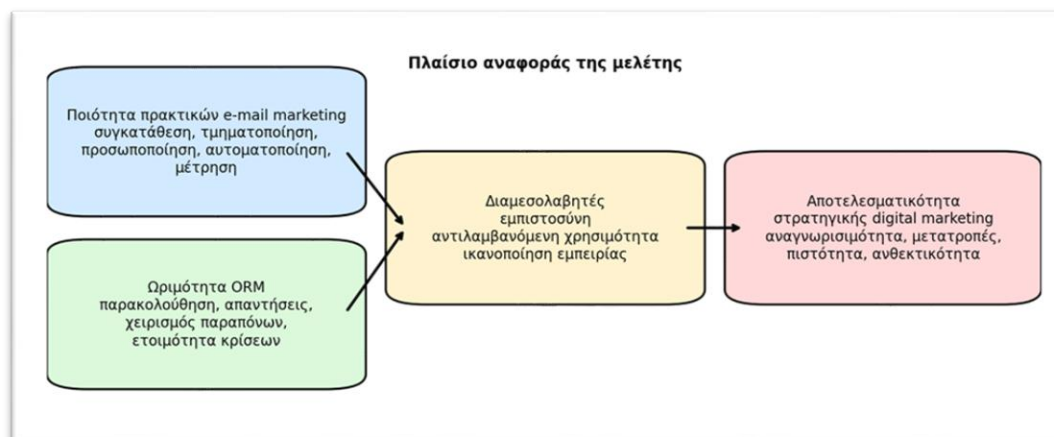 Πλαίσιο αναφοράς της μελέτης
Ποιότητα πρακτικών e-mail marketing
συγκατάθεση, τμηματοποίηση,
προσωποποίηση, αυτοματοποίηση,
μέτρηση
Ωριμότητα ORM
παρακολούθηση, απαντήσεις,
χειρισμός παραπόνων,
ετοιμότητα κρίσεων
Διαμεσολαβητές
εμπιστοσύνη
αντιλαμβανόμενη χρησιμότητα
ικανοποίηση εμπειρίας
Αποτελεσματικότητα
στρατηγικής digital marketing
αναγνωρισιμότητα, μετατροπές,
πιστότητα, ανθεκτικότητα